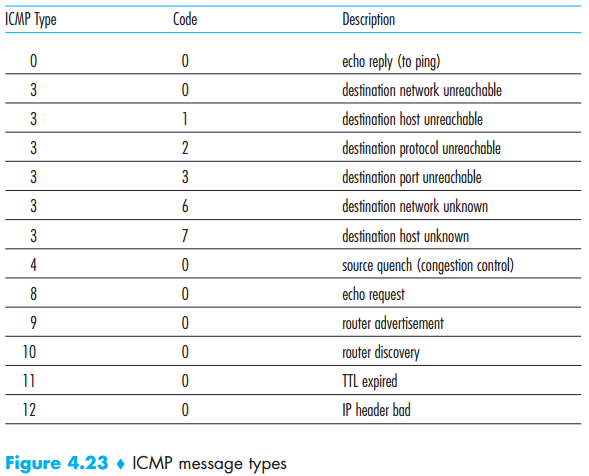 ICMP Type Code Description
0 0 echo reply (to ping)
3 0 destination network unreachable
3 1 destination host unreachable
3 2 destination protocol unreachable
3 3 destination port unreachable
3 6 destination network unknown
3 7 destination host unknown
4 0 source quench (congestion control)
8 0 echo request
9 0 router advertisement
10 0 router discovery
11 0 TTL expired
12 0 IP header bad
Figure 4.23 ♦ ICMP message types